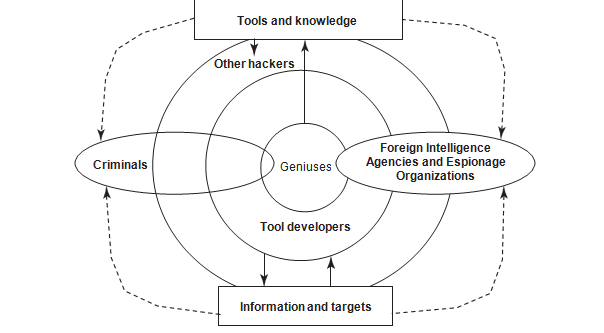 Tools and knowledge
Other hackers
Criminals
Geniuses
Foreign Intelligence
Agencies and Espionage
Organizations
Tool developers
Information and targets